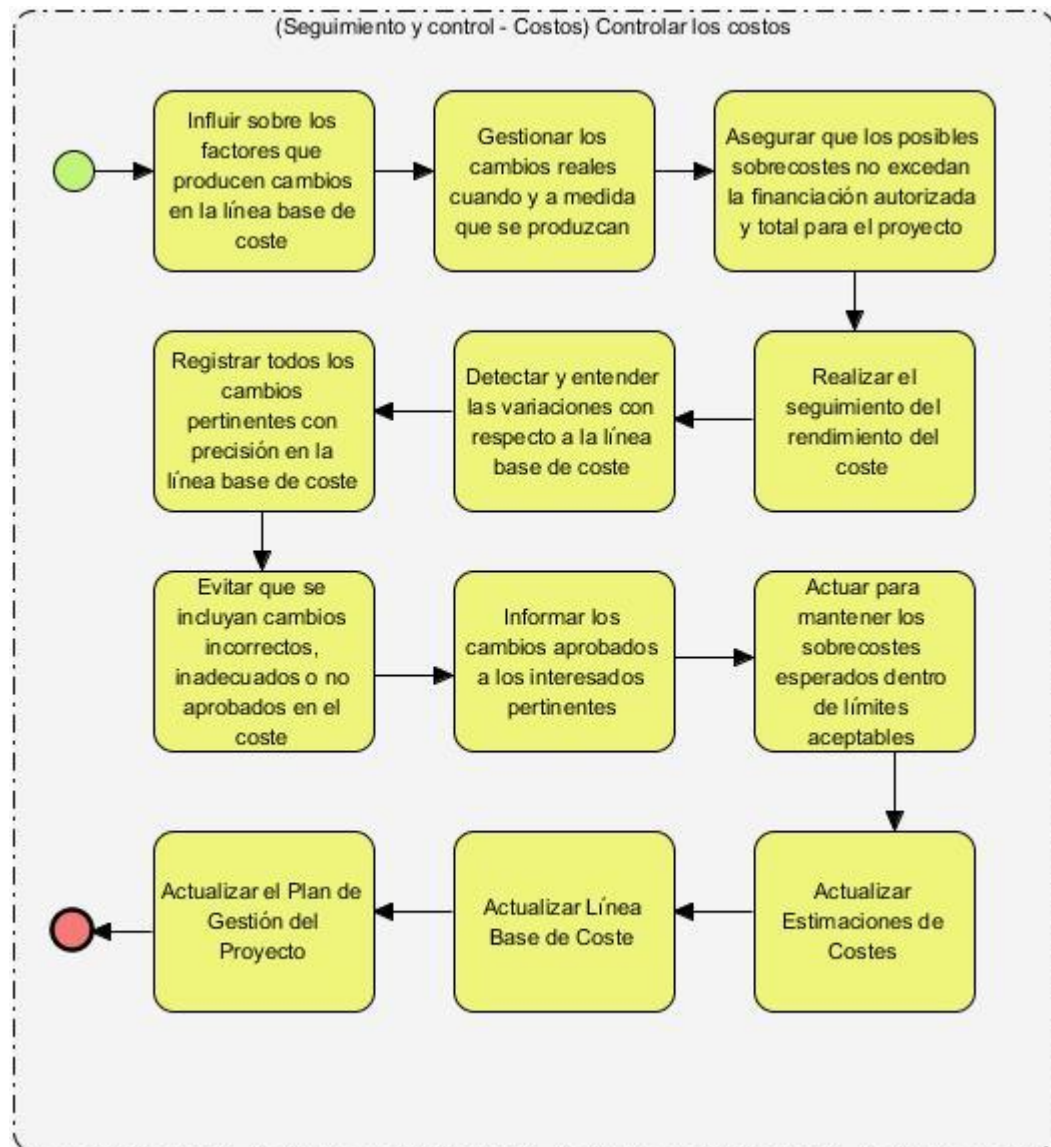 (Seguimiento y control - Costos) Controlar los costos
Influir sobre los
factores que
producen cambios
en la línea base de
coste
Gestionar los
cambios reales
cuando y a medida
que se produzcan
Asegurar que los posibles
sobrecostes no excedan
la financiación autorizada
y total para el proyecto
Realizar el
seguimiento del
rendimiento del
coste
Detectar y entender
las variaciones con
respecto a la línea
base de coste
Registrar todos los
cambios
pertinentes con
precisión en la
línea base de coste
Evitar que se
incluyan cambios
incorrectos,
inadecuados o no
aprobados en el
coste
Informar los
cambios aprobados
a los interesados
pertinentes
Actuar para
mantener los
sobrecostes
esperados dentro
de límites
aceptables
Actualizar
Estimaciones de
Costes
Actualizar Línea
Base de Coste
Actualizar el Plan de
Gestión del
Proyecto